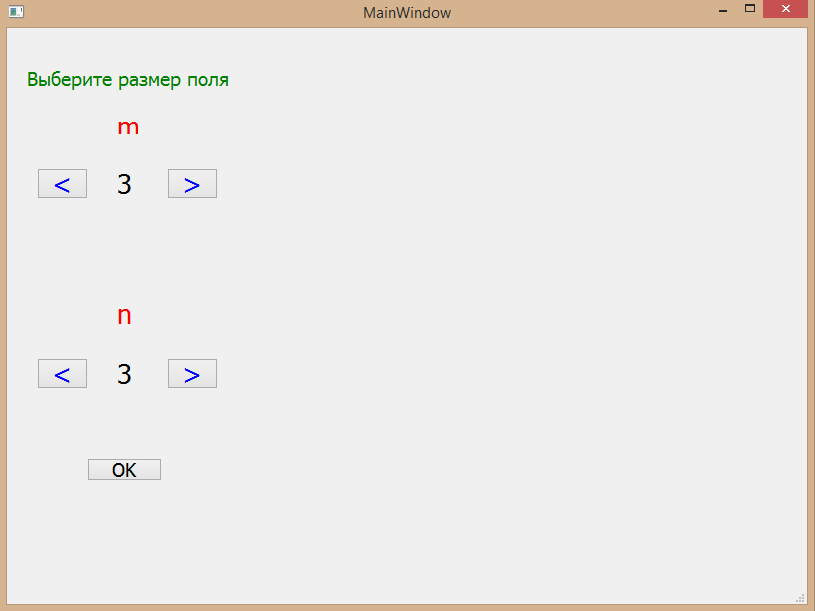 MainWindow
Выберите размер поля
m
< 3 >
n
< 3 >
OK